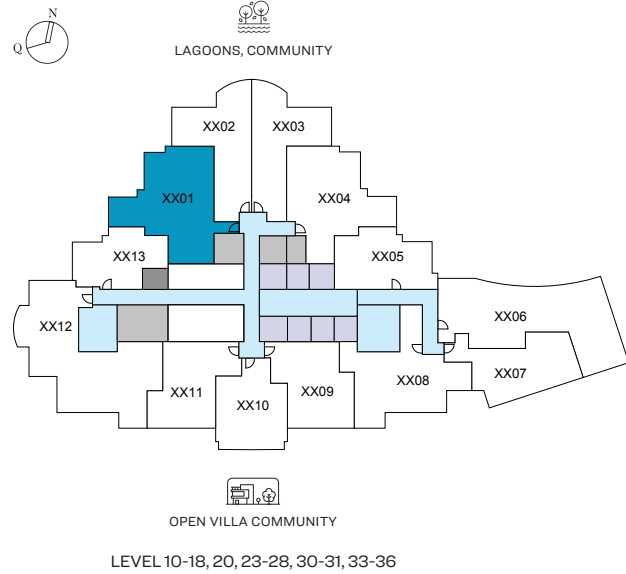 N
Q
LAGOONS, COMMUNITY
XX02
XX03
XX01
XX04
XX13
XX05
XX12
XX06
XX11
XX10
XX09
XX08
XX07
OPEN VILLA COMMUNITY
LEVEL 10-18, 20, 23-28, 30-31, 33-36